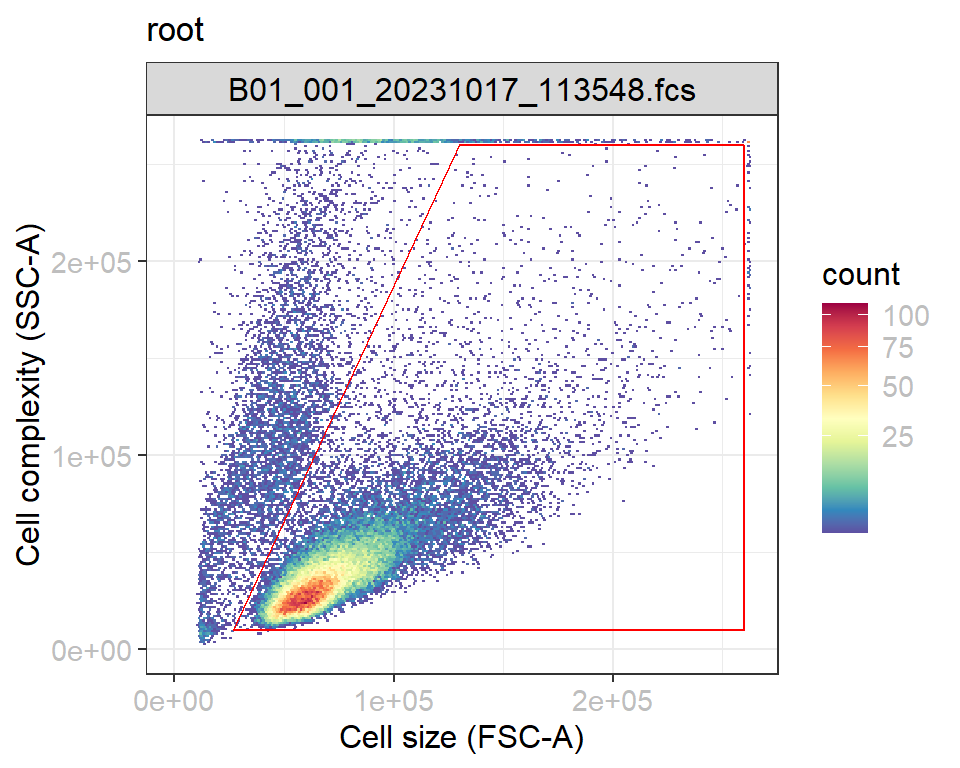 root
B01_001_20231017_113548.fcs
Cell complexity (SSC-A)
2e+05
1e+05
0e+00
0e+00 1e+05 2e+05
Cell size (FSC-A)
count
100
75
50
25